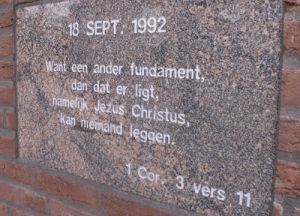 18 SEPT. 1992
Want een ander fundament,
dan dat er ligt,
namelijk Jezus Christus,
kan niemand leggen.
1 Cor. 3 vers 11